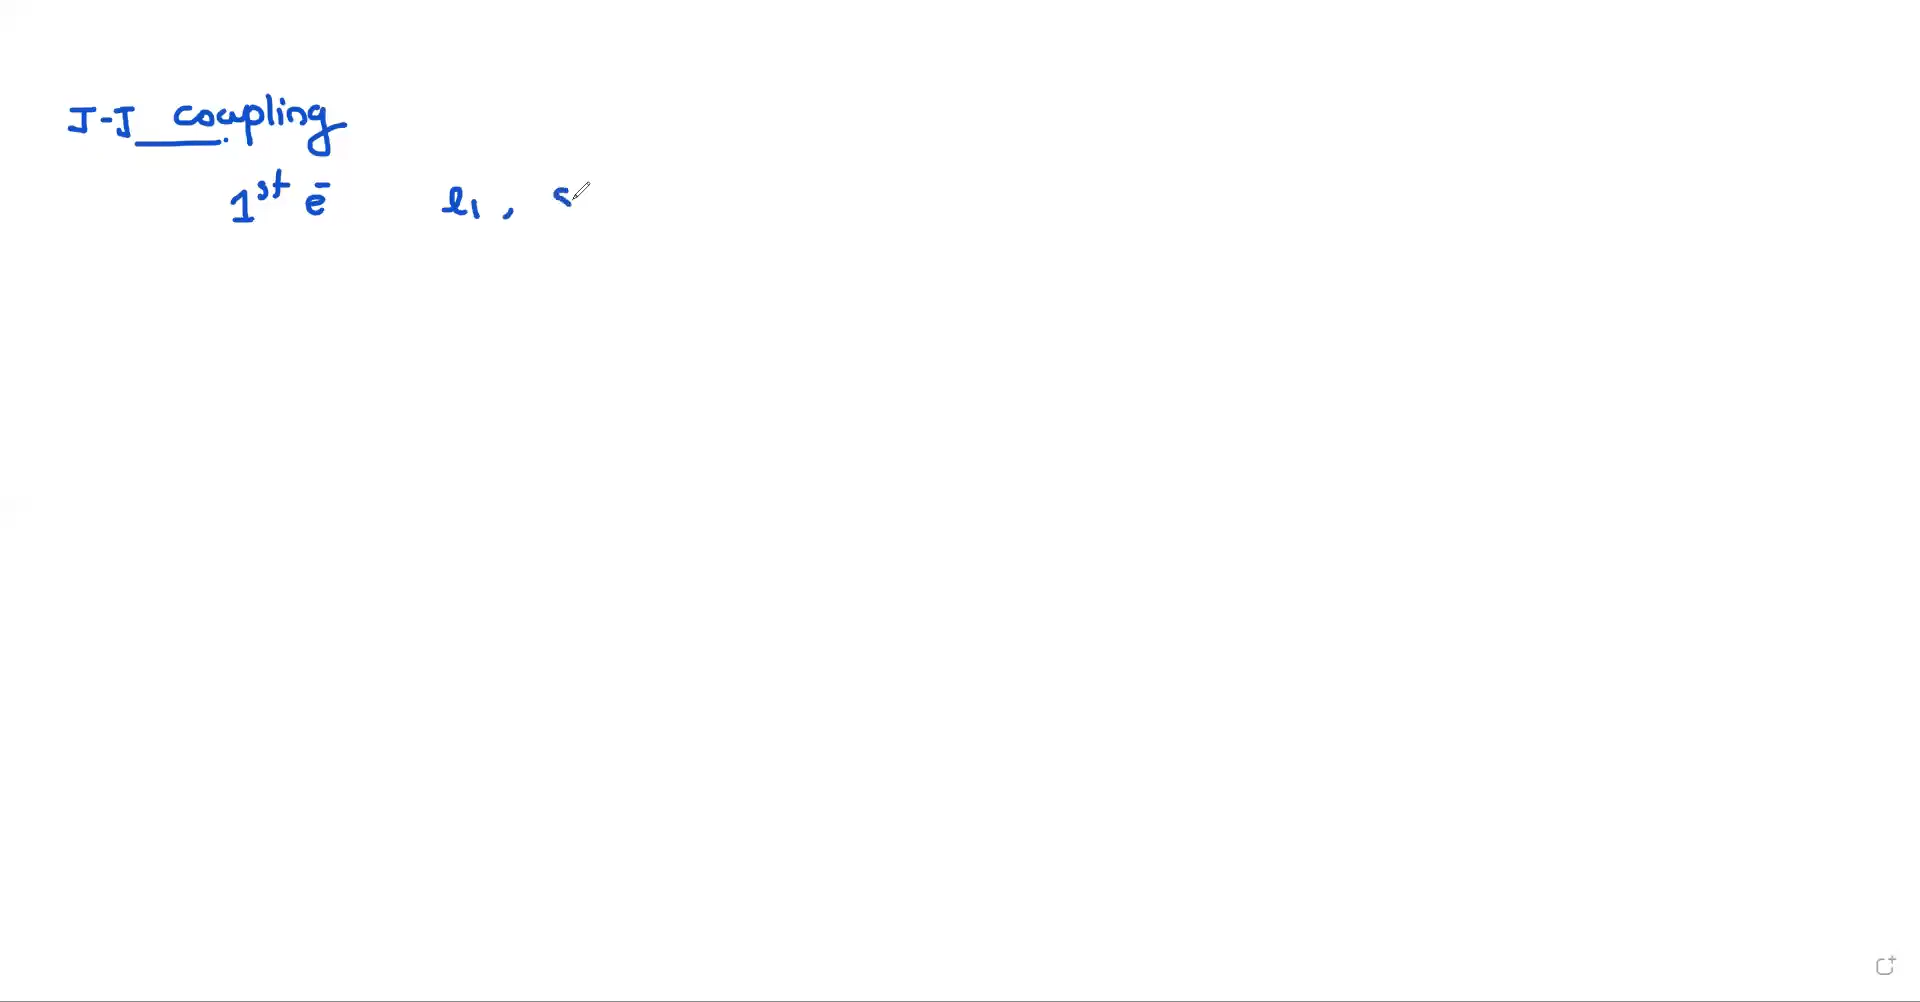 J-J coupling
1st e̅ l1 , s